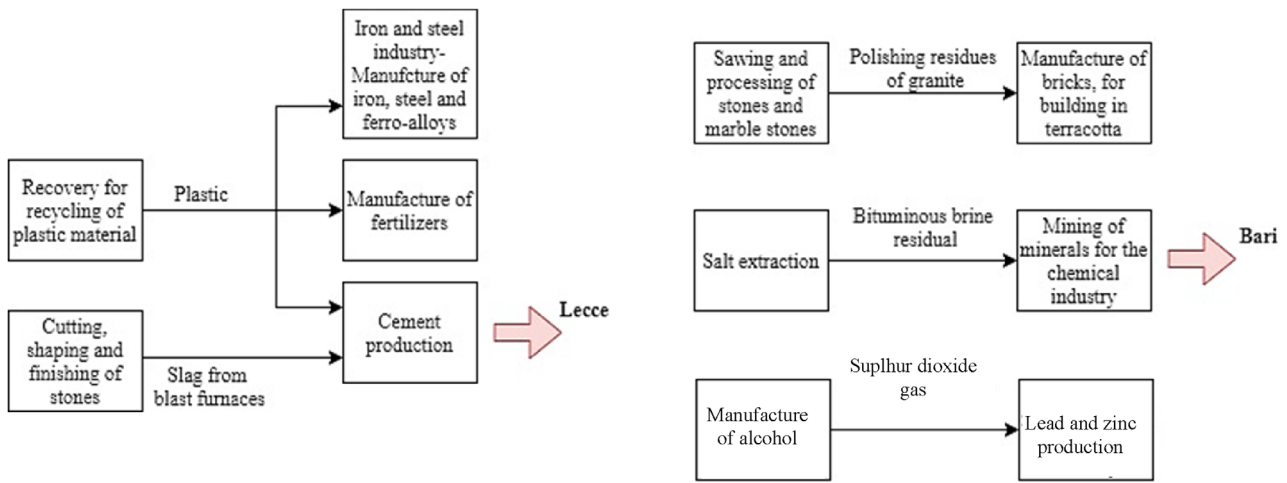 Iron and steel
industry-
Manufcture of
iron, steel and
ferro-alloys
Recovery for
recycling of
plastic material
Plastic
Manufacture of
fertilizers
Cutting,
shaping and
finishing of
stones
Slag from
blast furnaces
Cement
production
Lecce
Sawing and
processing of
stones and
marble stones
Polishing residues
of granite
Manufacture of
bricks, for
building in
terracotta
Salt extraction
Bituminous brine
residual
Mining of
minerals for the
chemical
industry
Bari
Manufacture
of alcohol
Suplhur dioxide
gas
Lead and zinc
production